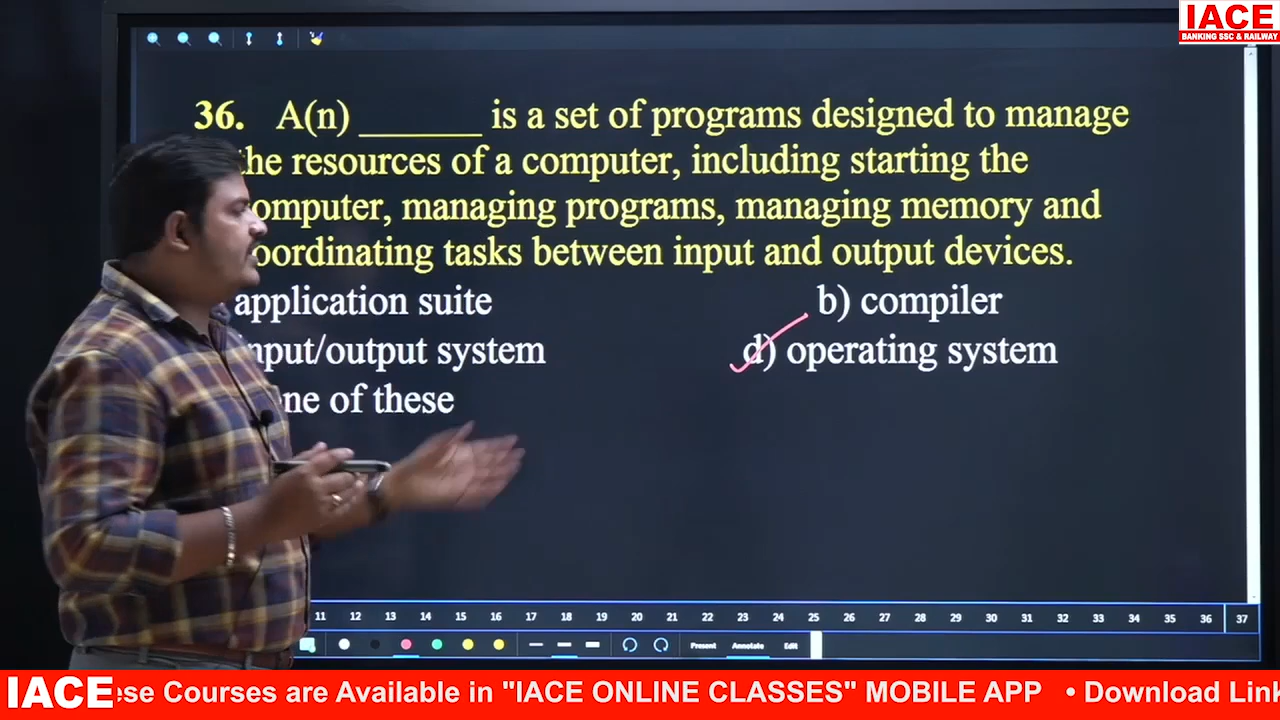 IACE
BANKING SSC & RAILWAY
36. A(n) ______ is a set of programs designed to manage
the resources of a computer, including starting the
omputer, managing programs, managing memory and
oordinating tasks between input and output devices.
application suite b) compiler
nput/output system d) operating system
ne of these
11 12 13 14 15 16 17 18 19 20 21 22 23 24 25 26 27 28 29 30 31 32 33 34 35 36 37
Present Annotate Edit
IACE ese Courses are Available in "IACE ONLINE CLASSES" MOBILE APP • Download Link